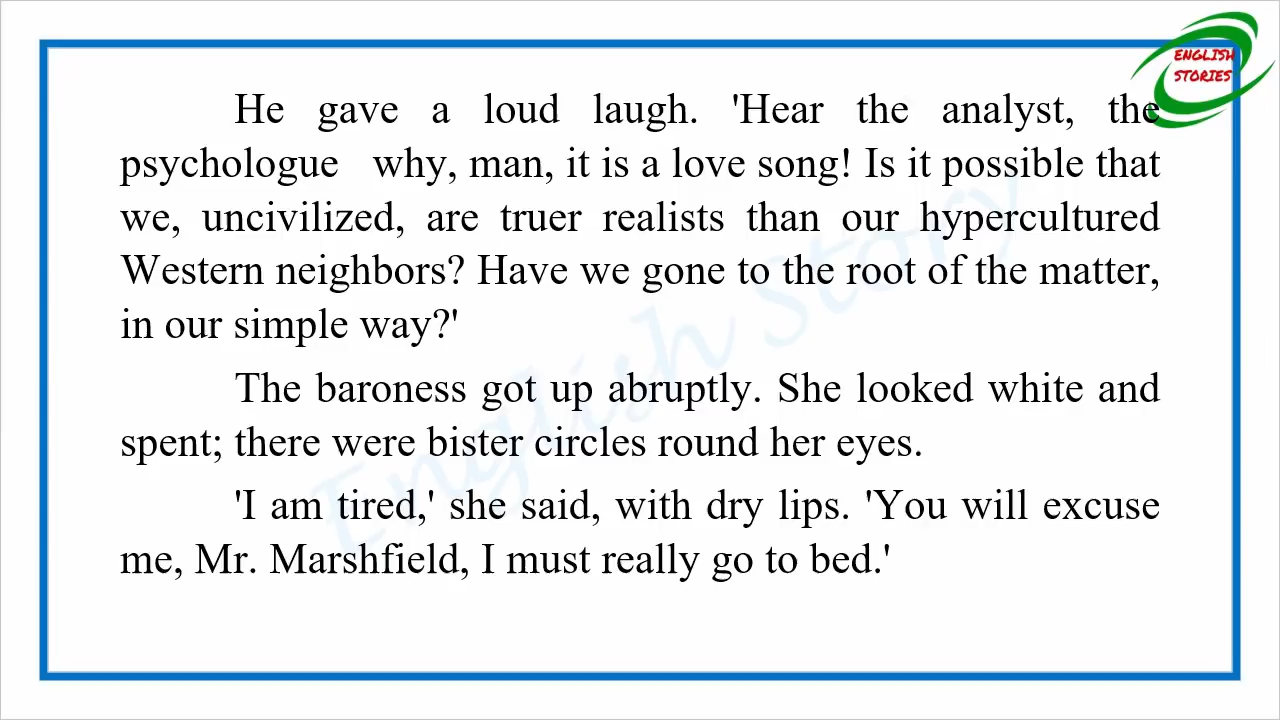 ENGLISH
STORIES
He gave a loud laugh. 'Hear the analyst, the
psychologue why, man, it is a love song! Is it possible that
we, uncivilized, are truer realists than our hypercultured
Western neighbors? Have we gone to the root of the matter,
in our simple way?'
The baroness got up abruptly. She looked white and
spent; there were bister circles round her eyes.
'I am tired,' she said, with dry lips. 'You will excuse
me, Mr. Marshfield, I must really go to bed.'
English Story